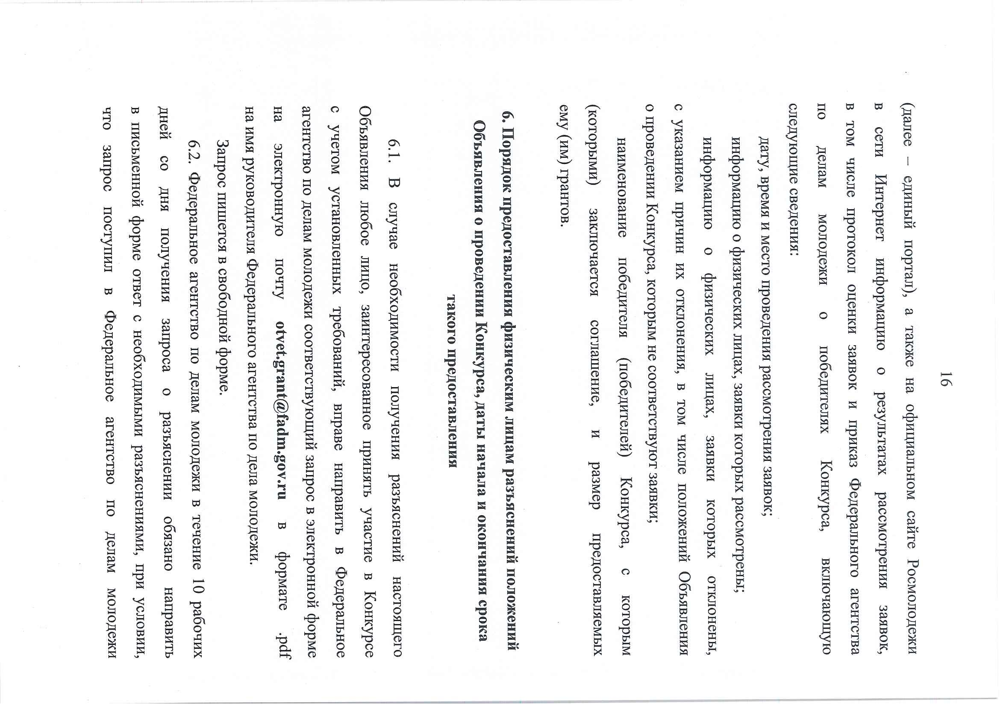 16
(далее – единый портал), а также на официальном сайте Росмолодежи
в сети Интернет информацию о результатах рассмотрения заявок,
в том числе протокол оценки заявок и приказ Федерального агентства
по делам молодежи о победителях Конкурса, включающую
следующие сведения:
дату, время и место проведения рассмотрения заявок;
информацию о физических лицах, заявки которых рассмотрены;
информацию о физических лицах, заявки которых отклонены,
с указанием причин их отклонения, в том числе положений Объявления
о проведении Конкурса, которым не соответствуют заявки;
наименование победителя (победителей) Конкурса, с которым
(которыми) заключается соглашение, и размер предоставляемых
ему (им) грантов.
6. Порядок предоставления физическим лицам разъяснений положений
Объявления о проведении Конкурса, даты начала и окончания срока
такого предоставления
6.1. В случае необходимости получения разъяснений настоящего
Объявления любое лицо, заинтересованное принять участие в Конкурсе
с учетом установленных требований, вправе направить в Федеральное
агентство по делам молодежи соответствующий запрос в электронной форме
на электронную почту otvet.grant@fadm.gov.ru в формате .pdf
на имя руководителя Федерального агентства по дела молодежи.
Запрос пишется в свободной форме.
6.2. Федеральное агентство по делам молодежи в течение 10 рабочих
дней со дня получения запроса о разъяснении обязано направить
в письменной форме ответ с необходимыми разъяснениями, при условии,
что запрос поступил в Федеральное агентство по делам молодежи